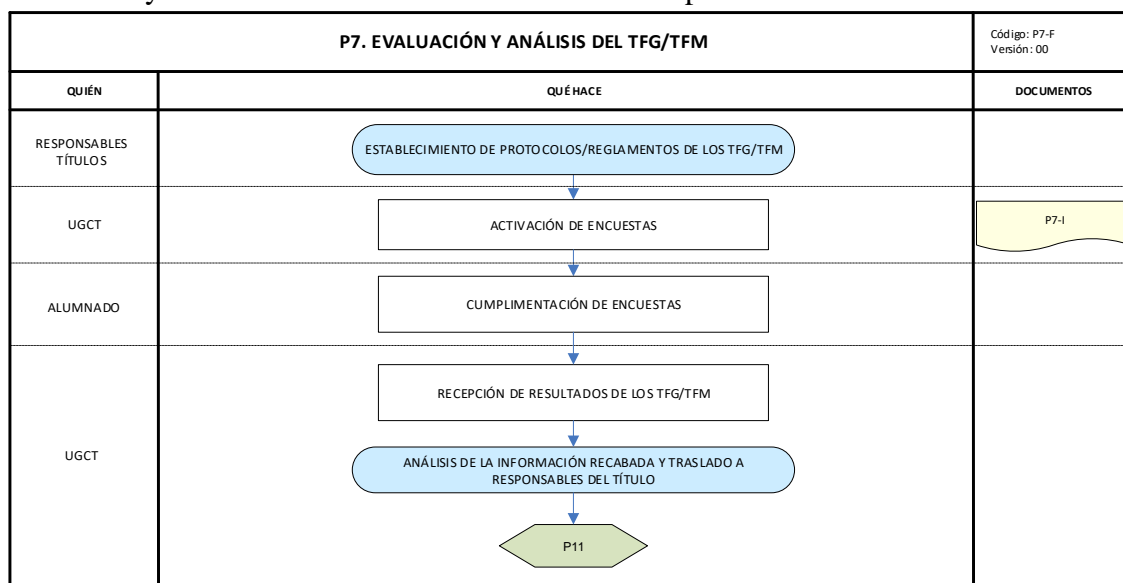 P7. EVALUACIÓN Y ANÁLISIS DEL TFG/TFM
Código: P7-F
Versión: 00
QUIÉN
QUÉ HACE
DOCUMENTOS
RESPONSABLES
TÍTULOS
ESTABLECIMIENTO DE PROTOCOLOS/REGLAMENTOS DE LOS TFG/TFM
UGCT
ACTIVACIÓN DE ENCUESTAS
P7-I
ALUMNADO
CUMPLIMENTACIÓN DE ENCUESTAS
UGCT
RECEPCIÓN DE RESULTADOS DE LOS TFG/TFM
ANÁLISIS DE LA INFORMACIÓN RECABADA Y TRASLADO A
RESPONSABLES DEL TÍTULO
P11